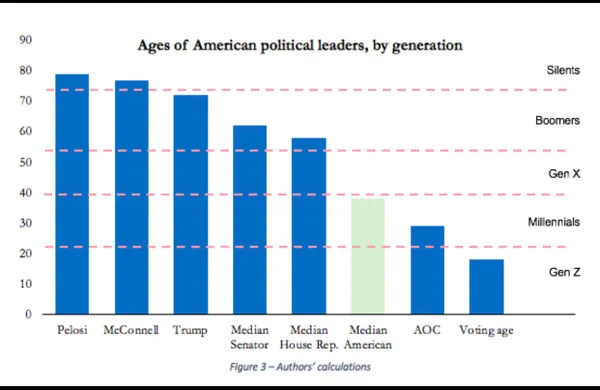 Ages of American political leaders, by generation
90
80
70
60
50
40
30
20
10
0
Silents
Boomers
Gen X
Millennials
Gen Z
Pelosi
McConnell
Trump
Median
Senator
Median
House Rep.
Median
American
AOC
Voting age
Figure 3 – Authors' calculations